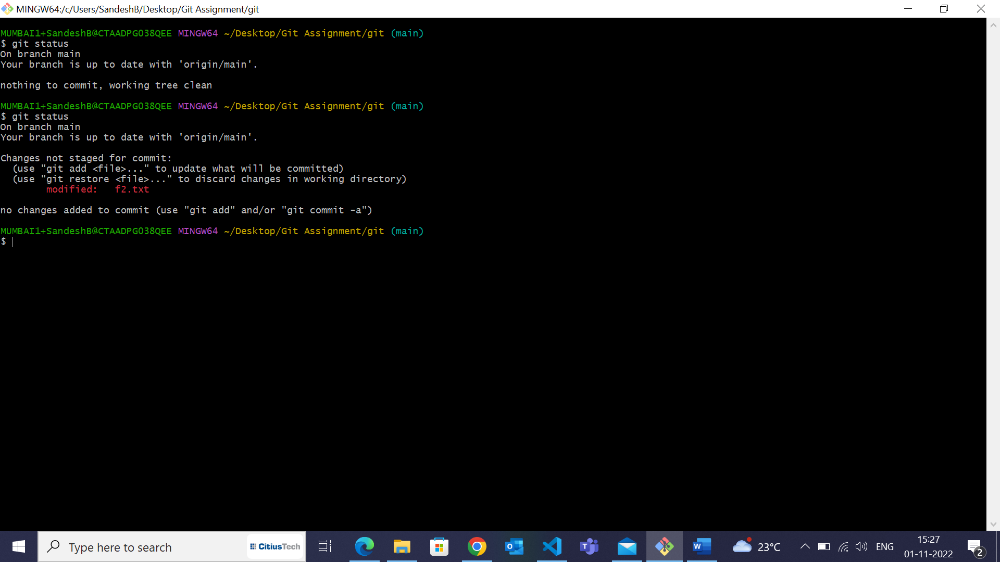 MINGW64:/c/Users/SandeshB/Desktop/Git Assignment/git
MUMBAI1+SandeshB@CTAADPG038QEE MINGW64 ~/Desktop/Git Assignment/git (main)
$ git status
On branch main
Your branch is up to date with 'origin/main'.
nothing to commit, working tree clean
MUMBAI1+SandeshB@CTAADPG038QEE MINGW64 ~/Desktop/Git Assignment/git (main)
$ git status
On branch main
Your branch is up to date with 'origin/main'.
Changes not staged for commit:
  (use "git add <file>..." to update what will be committed)
  (use "git restore <file>..." to discard changes in working directory)
        modified:   f2.txt
no changes added to commit (use "git add" and/or "git commit -a")
MUMBAI1+SandeshB@CTAADPG038QEE MINGW64 ~/Desktop/Git Assignment/git (main)
$
Type here to search
CitiusTech
23°C
ENG
15:27
01-11-2022
2